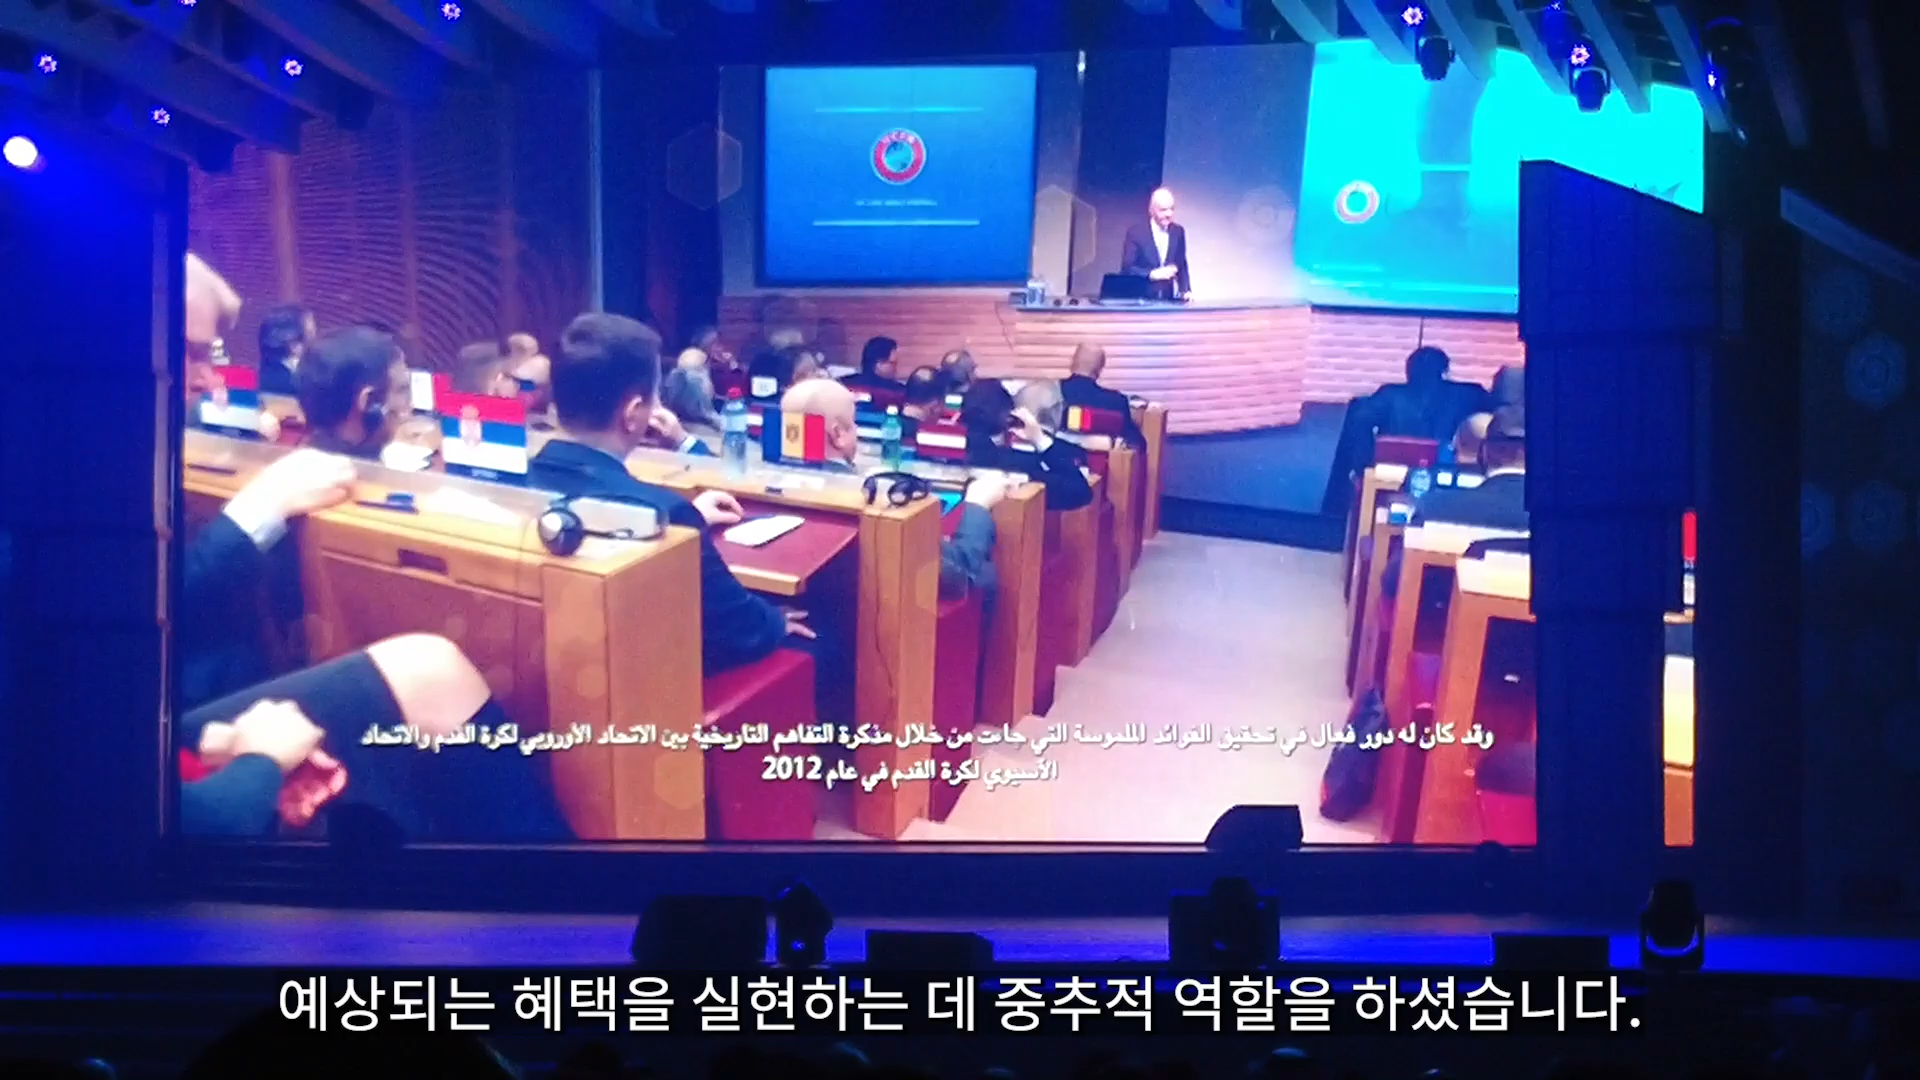 وقد كان له دور فعال في تحقيق الفوائد الملموسة التي جاءت من خلال مذكرة التفاهم التاريخية بين الاتحاد الأوروبي لكرة القدم والاتحاد
الآسيوي لكرة القدم في عام 2012
예상되는 혜택을 실현하는 데 중추적 역할을 하셨습니다.